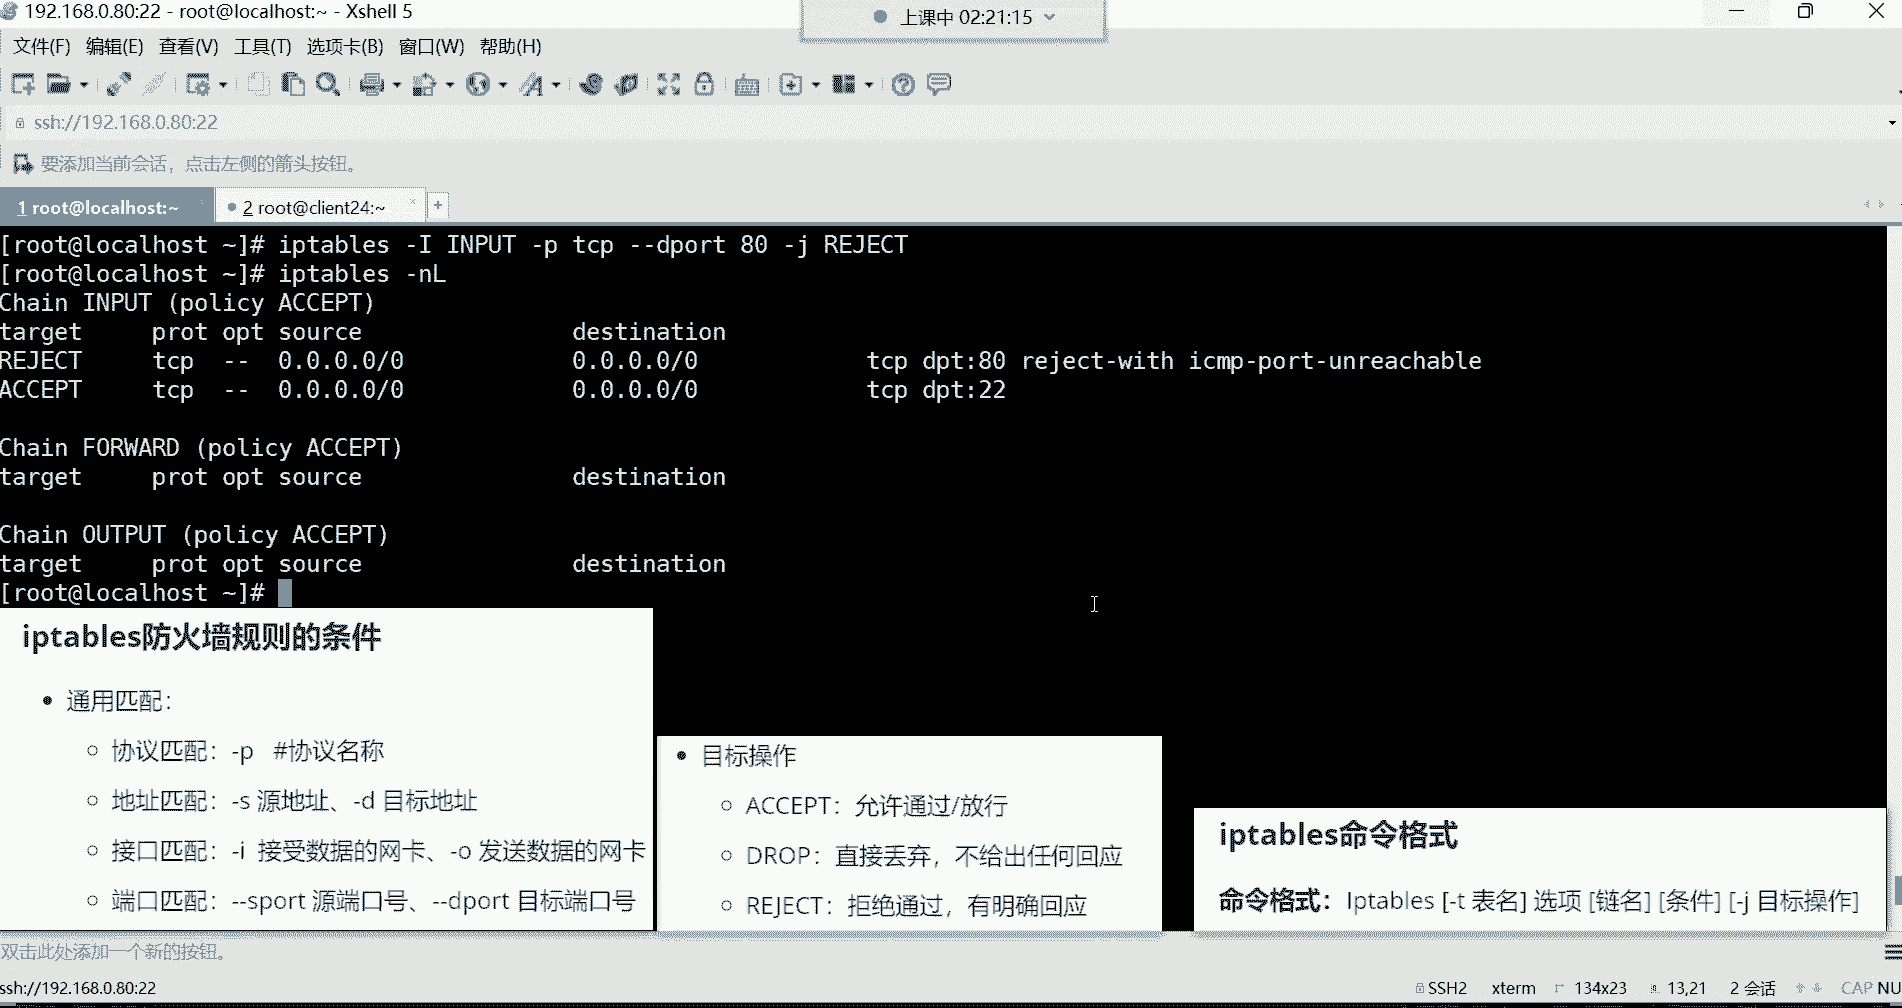 192.168.0.80:22 - root@localhost:~ - Xshell 5
上课中 02:21:15
文件(F) 编辑(E) 查看(V) 工具(T) 选项卡(B) 窗口(W) 帮助(H)
ssh://192.168.0.80:22
要添加当前会话，点击左侧的箭头按钮。
1 root@localhost:~ 2 root@client24:~ × +
[root@localhost ~]# iptables -I INPUT -p tcp --dport 80 -j REJECT
[root@localhost ~]# iptables -nL
Chain INPUT (policy ACCEPT)
target prot opt source destination
REJECT tcp -- 0.0.0.0/0 0.0.0.0/0 tcp dpt:80 reject-with icmp-port-unreachable
ACCEPT tcp -- 0.0.0.0/0 0.0.0.0/0 tcp dpt:22
Chain FORWARD (policy ACCEPT)
target prot opt source destination
Chain OUTPUT (policy ACCEPT)
target prot opt source destination
[root@localhost ~]#
iptables防火墙规则的条件
• 通用匹配：
○ 协议匹配：-p #协议名称
○ 地址匹配：-s 源地址、-d 目标地址
○ 接口匹配：-i 接受数据的网卡、-o 发送数据的网卡
○ 端口匹配：--sport 源端口号、--dport 目标端口号
• 目标操作
○ ACCEPT：允许通过/放行
○ DROP：直接丢弃，不给出任何回应
○ REJECT：拒绝通过，有明确回应
iptables命令格式
命令格式：Iptables [-t 表名] 选项 [链名] [条件] [-j 目标操作]
双击此处添加一个新的按钮。
ssh://192.168.0.80:22
SSH2 xterm 134x23 13,21 2 会话 CAP NU